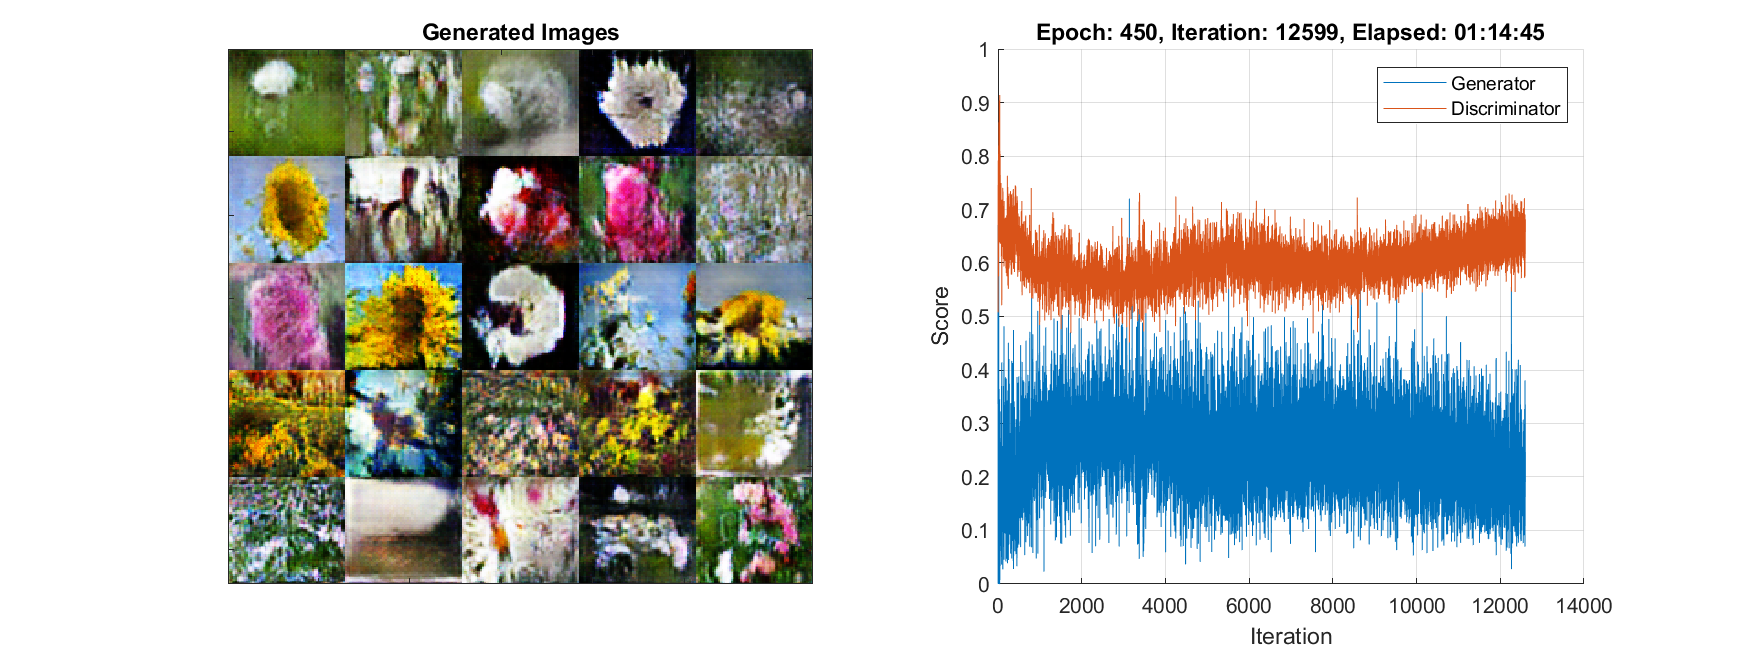 Generated Images
Epoch: 450, Iteration: 12599, Elapsed: 01:14:45
1
0.9
0.8
0.7
0.6
0.5
0.4
0.3
0.2
0.1
0
Score
Generator
Discriminator
0 2000 4000 6000 8000 10000 12000 14000
Iteration